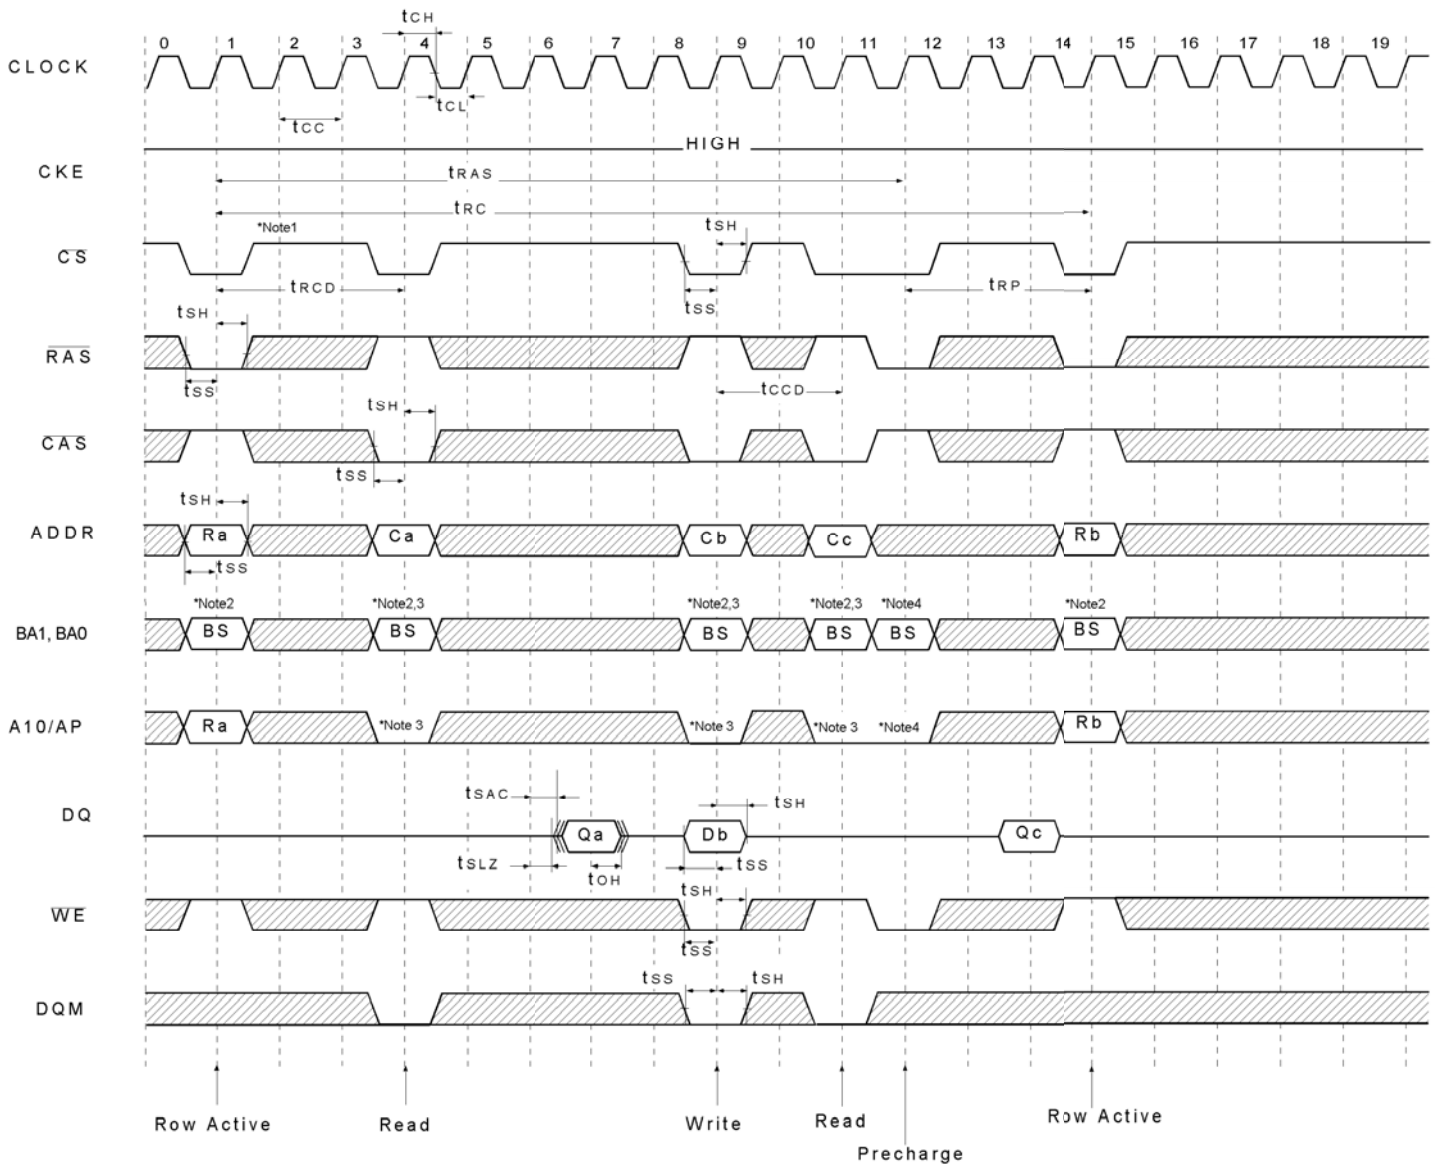 0 1 2 3 4 5 6 7 8 9 10 11 12 13 14 15 16 17 18 19
tCH
CLOCK
tCL
tCC
HIGH
CKE
tRAS
tRC
*Note1
tSH
CS
tRCD
tRP
tSS
tSH
RAS
tSS
tCCD
tSH
CAS
tSS
tSH
ADDR
Ra Ca Cb Cc Rb
tSS
*Note2 *Note2,3 *Note2,3 *Note2,3 *Note4 *Note2
BA1, BA0 BS BS BS BS BS BS
A10/AP Ra *Note 3 *Note 3 *Note 3 *Note4 Rb
tSAC
tSH
DQ
Qa Db Qc
tSLZ tOH tSS
tSH
WE
tSS
tSS tSH
DQM
Row Active Read Write Read Row Active
Precharge